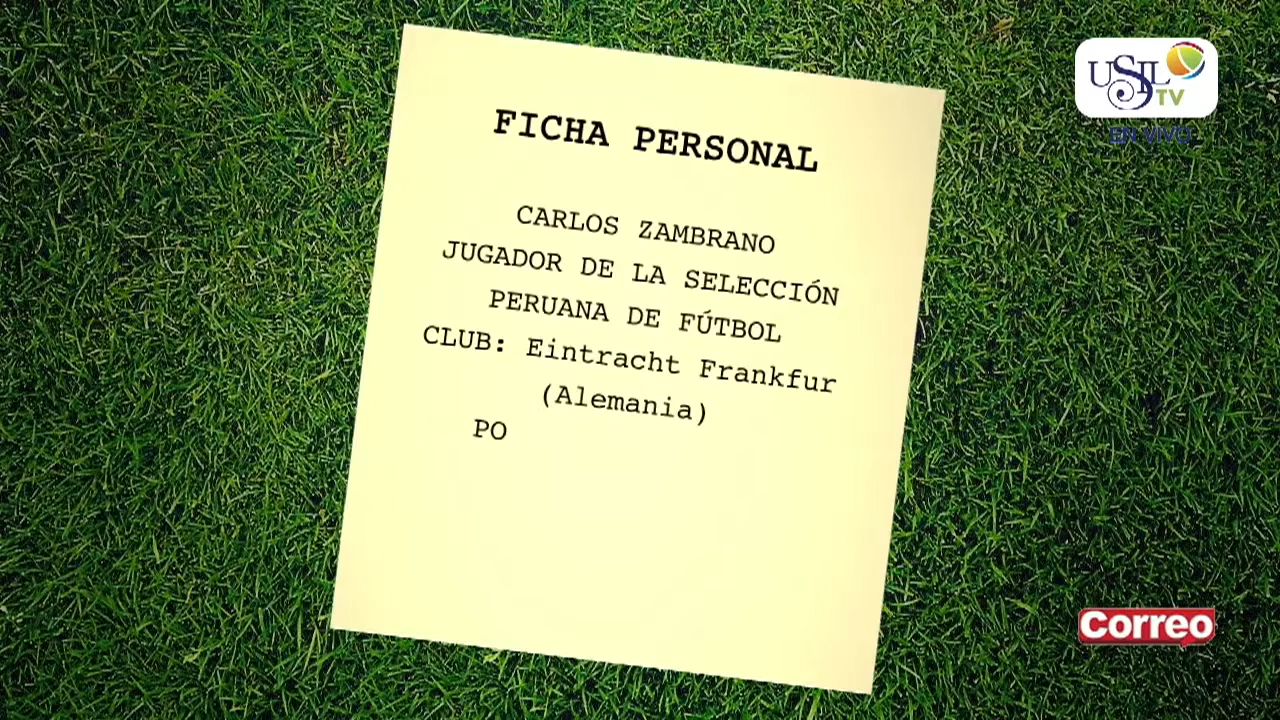 USIL
TV
EN VIVO
FICHA PERSONAL
CARLOS ZAMBRANO
JUGADOR DE LA SELECCIÓN
PERUANA DE FÚTBOL
CLUB: Eintracht Frankfur
(Alemania)
PO
Correo